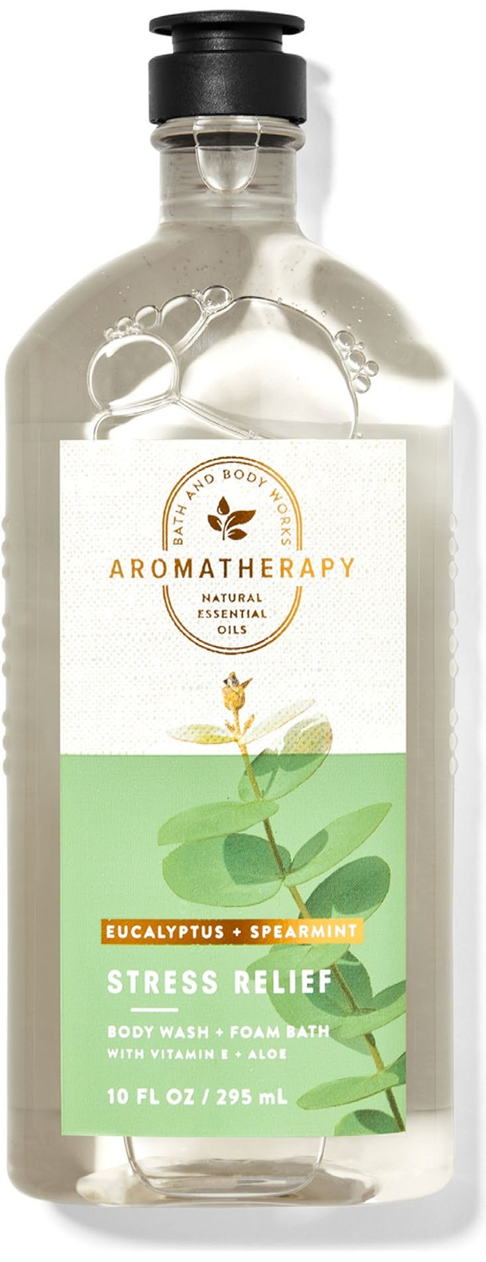 BATH AND BODY WORKS
AROMATHERAPY
NATURAL
ESSENTIAL
OILS
EUCALYPTUS + SPEARMINT
STRESS RELIEF
BODY WASH + FOAM BATH
WITH VITAMIN E + ALOE
10 FL OZ / 295 mL